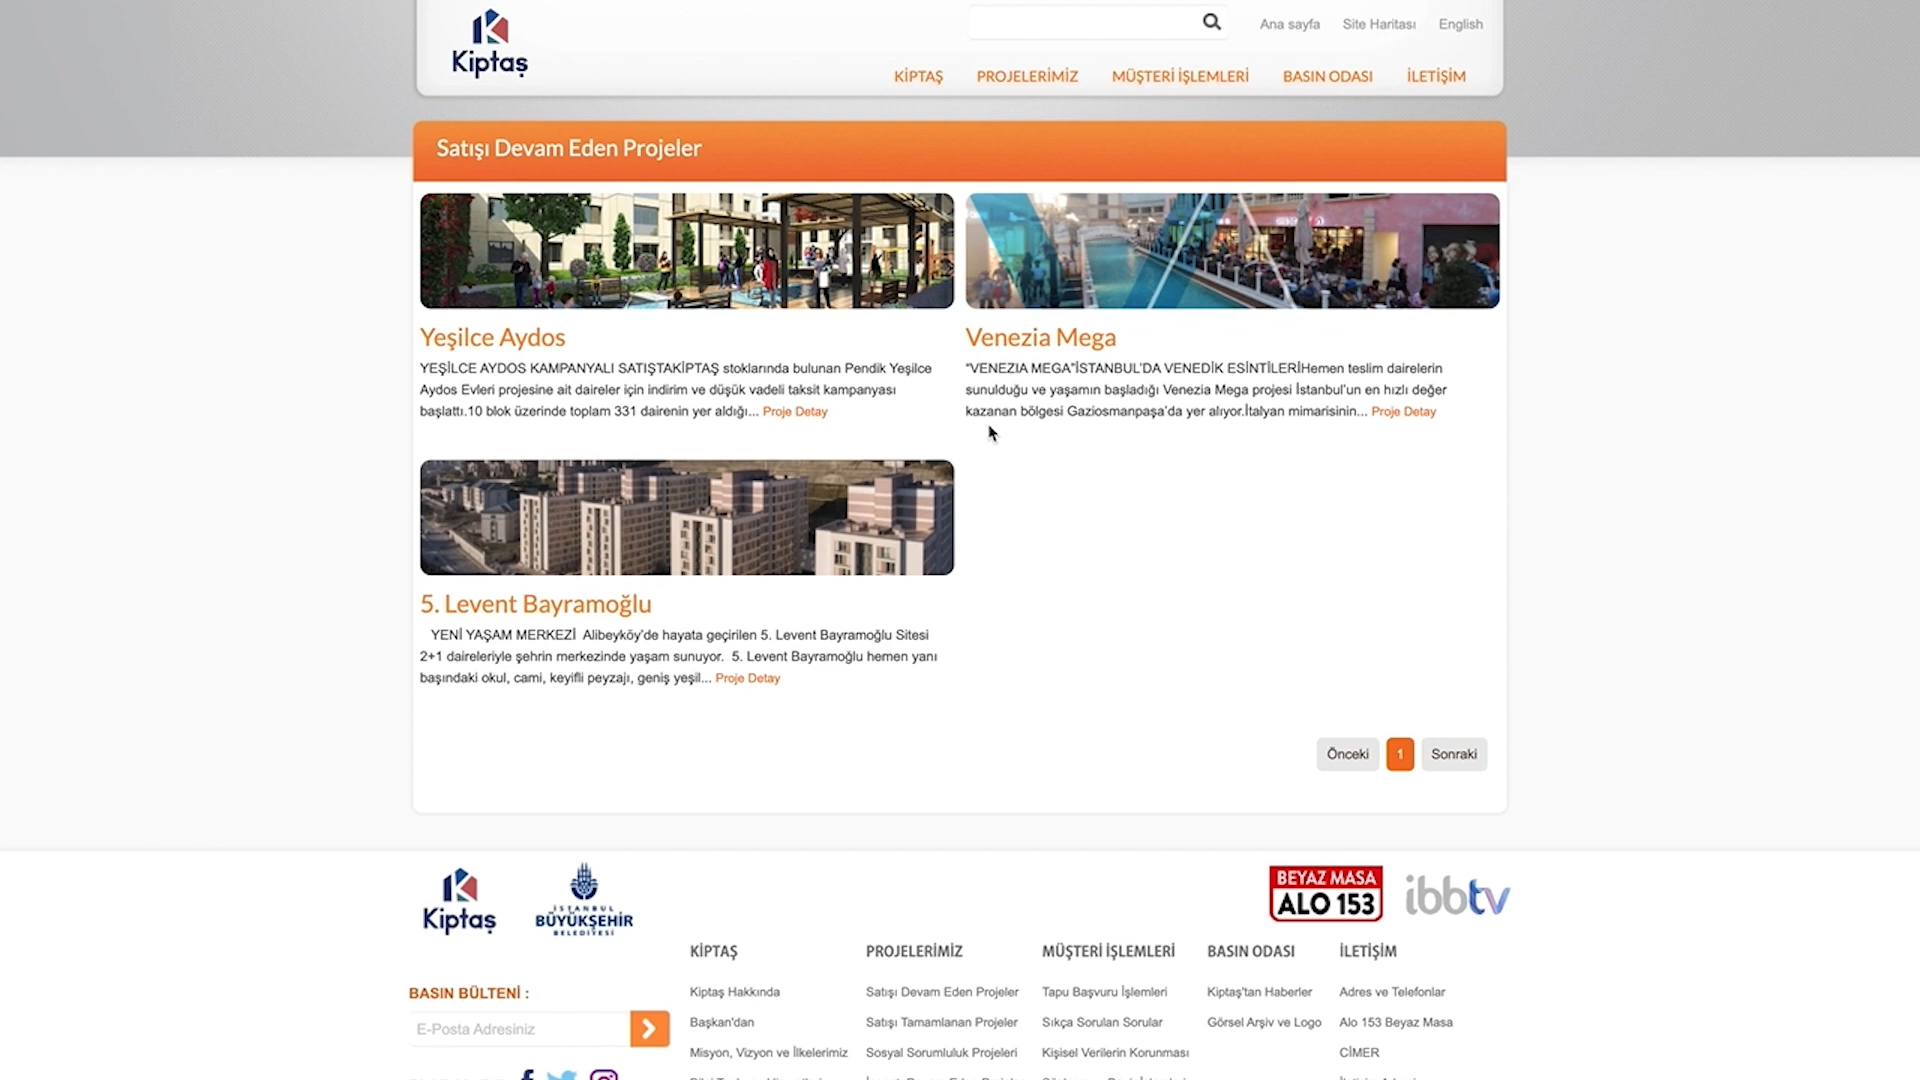 Kiptaş
Ana sayfa
Site Haritası
English
KİPTAŞ
PROJELERİMİZ
MÜŞTERİ İŞLEMLERİ
BASIN ODASI
İLETİŞİM
Satışı Devam Eden Projeler
Yeşilce Aydos
YEŞİLCE AYDOS KAMPANYALI SATIŞTAKİPTAŞ stoklarında bulunan Pendik Yeşilce
Aydos Evleri projesine ait daireler için indirim ve düşük vadeli taksit kampanyası
başlattı.10 blok üzerinde toplam 331 dairenin yer aldığı... Proje Detay
Venezia Mega
“VENEZIA MEGA”İSTANBUL’DA VENEDİK ESİNTİLERİHemen teslim dairelerin
sunulduğu ve yaşamın başladığı Venezia Mega projesi İstanbul’un en hızlı değer
kazanan bölgesi Gaziosmanpaşa’da yer alıyor.İtalyan mimarisinin... Proje Detay
5. Levent Bayramoğlu
YENİ YAŞAM MERKEZİ Alibeyköy’de hayata geçirilen 5. Levent Bayramoğlu Sitesi
2+1 daireleriyle şehrin merkezinde yaşam sunuyor. 5. Levent Bayramoğlu hemen yanı
başındaki okul, cami, keyifli peyzajı, geniş yeşil... Proje Detay
Önceki
1
Sonraki
Kiptaş
İSTANBUL
BÜYÜKŞEHİR
BELEDİYESİ
BEYAZ MASA
ALO 153
ibbtv
BASIN BÜLTENİ :
E-Posta Adresiniz
KİPTAŞ
Kiptaş Hakkında
Başkan'dan
Misyon, Vizyon ve İlkelerimiz
PROJELERİMİZ
Satışı Devam Eden Projeler
Satışı Tamamlanan Projeler
Sosyal Sorumluluk Projeleri
MÜŞTERİ İŞLEMLERİ
Tapu Başvuru İşlemleri
Sıkça Sorulan Sorular
Kişisel Verilerin Korunması
BASIN ODASI
Kiptaş'tan Haberler
Görsel Arşiv ve Logo
İLETİŞİM
Adres ve Telefonlar
Alo 153 Beyaz Masa
CİMER